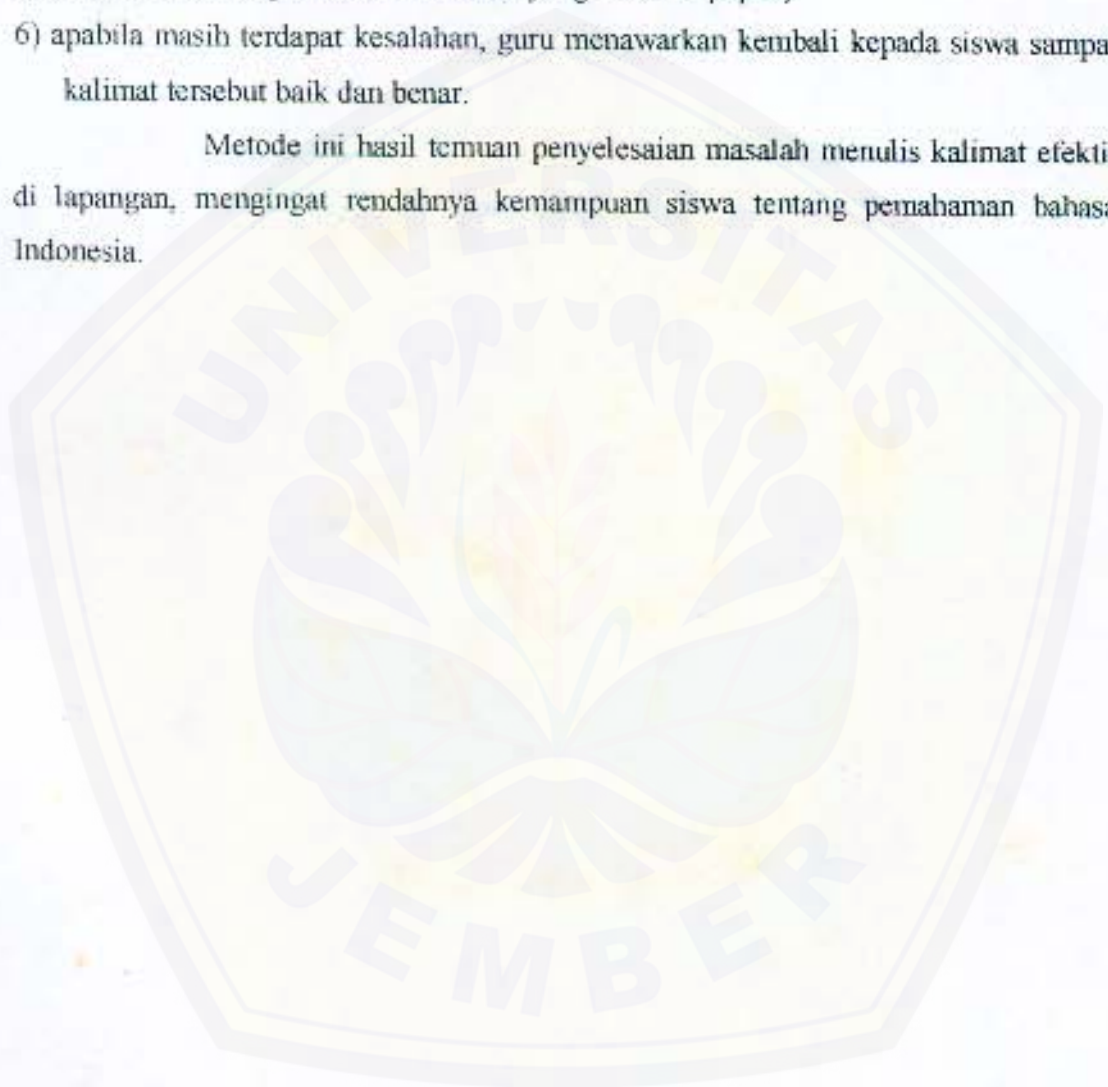 6) apabila masih terdapat kesalahan, guru menawarkan kembali kepada siswa sampa
kalimat tersebut baik dan benar.
Metode ini hasil temuan penyelesaian masalah menulis kalimat efekti
di lapangan, mengingat rendahnya kemampuan siswa tentang pemahaman bahasa
Indonesia.
UNIVERSITAS
JEMBER